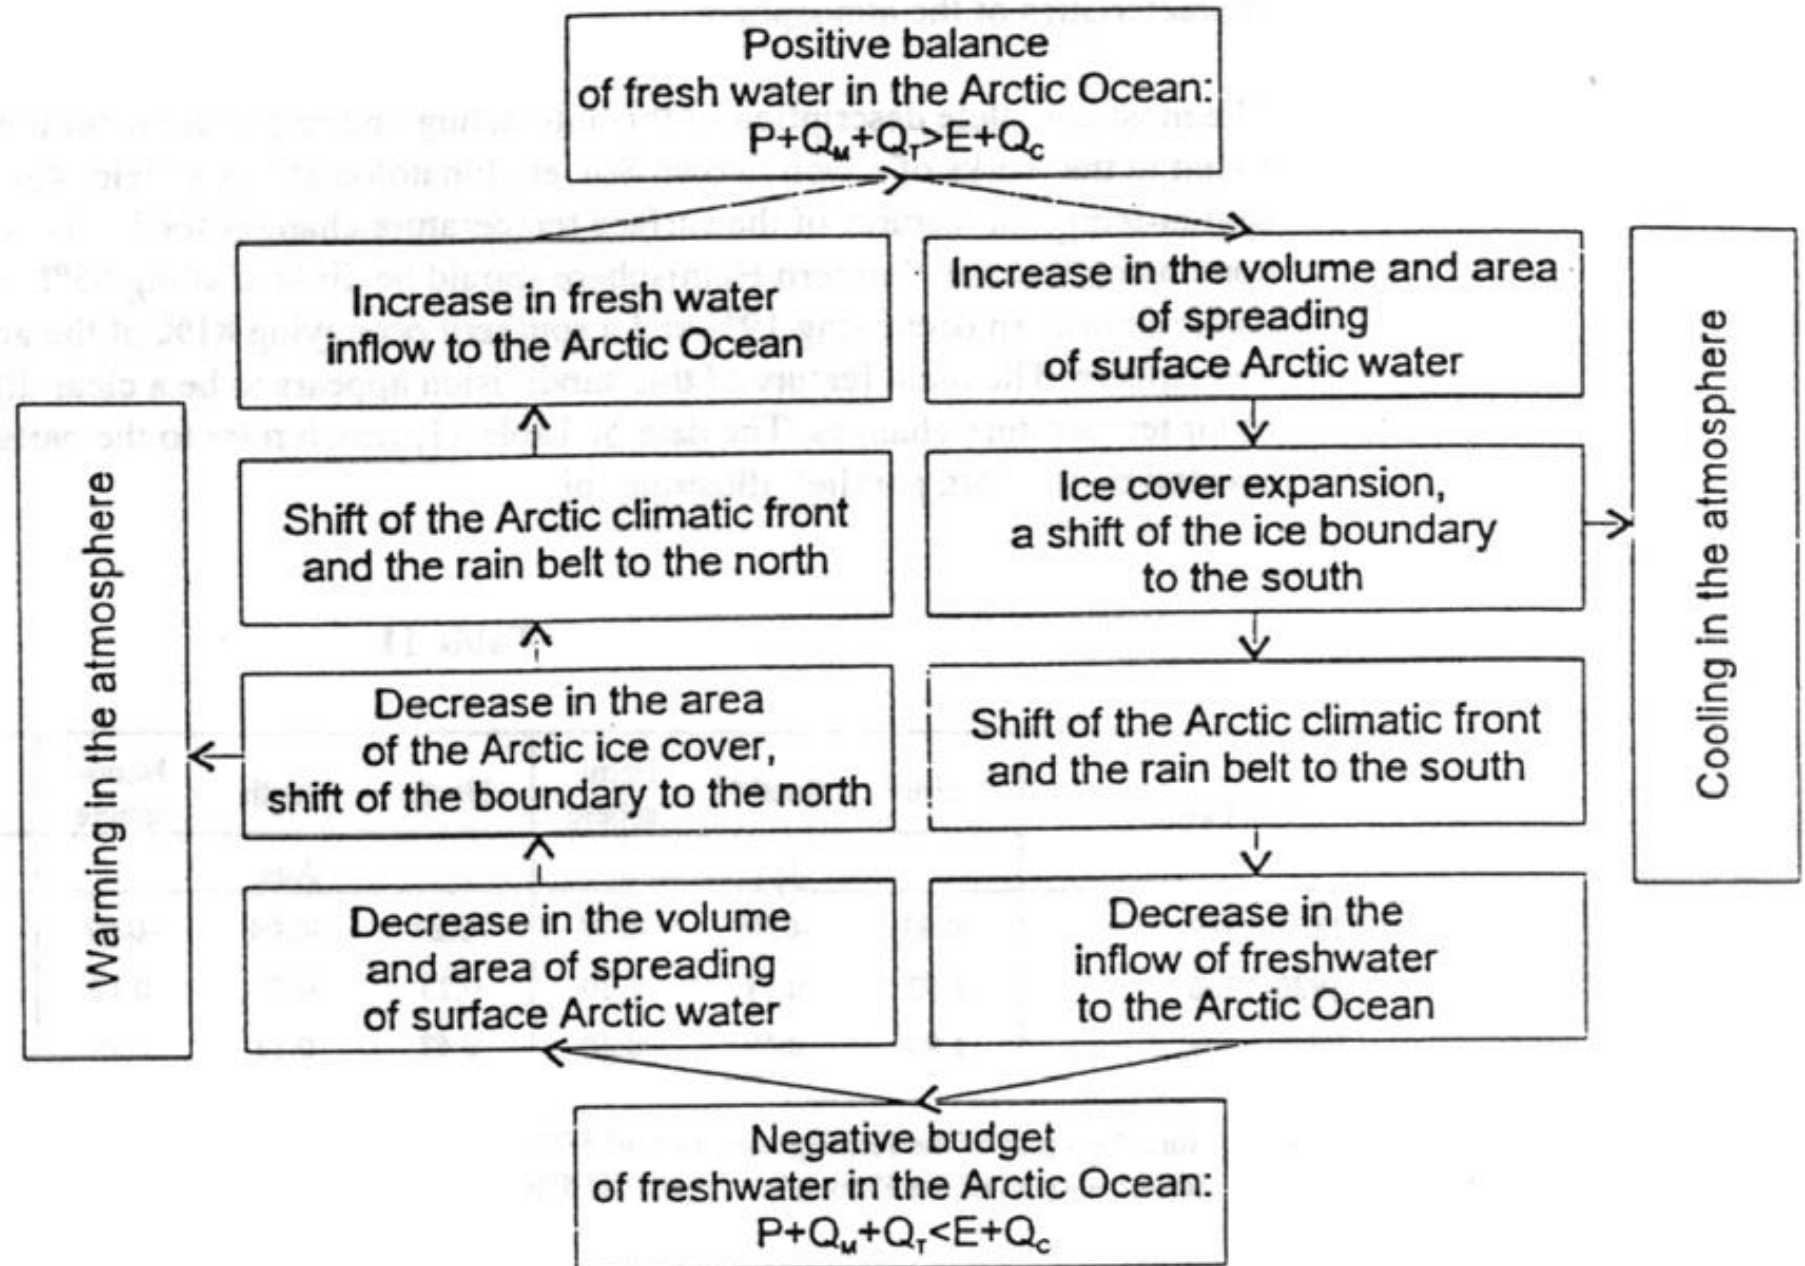 Positive balance
of fresh water in the Arctic Ocean:
P+Qм+Qт>E+Qс
Increase in fresh water
inflow to the Arctic Ocean
Increase in the volume and area
of spreading
of surface Arctic water
Shift of the Arctic climatic front
and the rain belt to the north
Ice cover expansion,
a shift of the ice boundary
to the south
Warming in the atmosphere
Cooling in the atmosphere
Decrease in the area
of the Arctic ice cover,
shift of the boundary to the north
Shift of the Arctic climatic front
and the rain belt to the south
Decrease in the volume
and area of spreading
of surface Arctic water
Decrease in the
inflow of freshwater
to the Arctic Ocean
Negative budget
of freshwater in the Arctic Ocean:
P+Qм+Qт<E+Qс